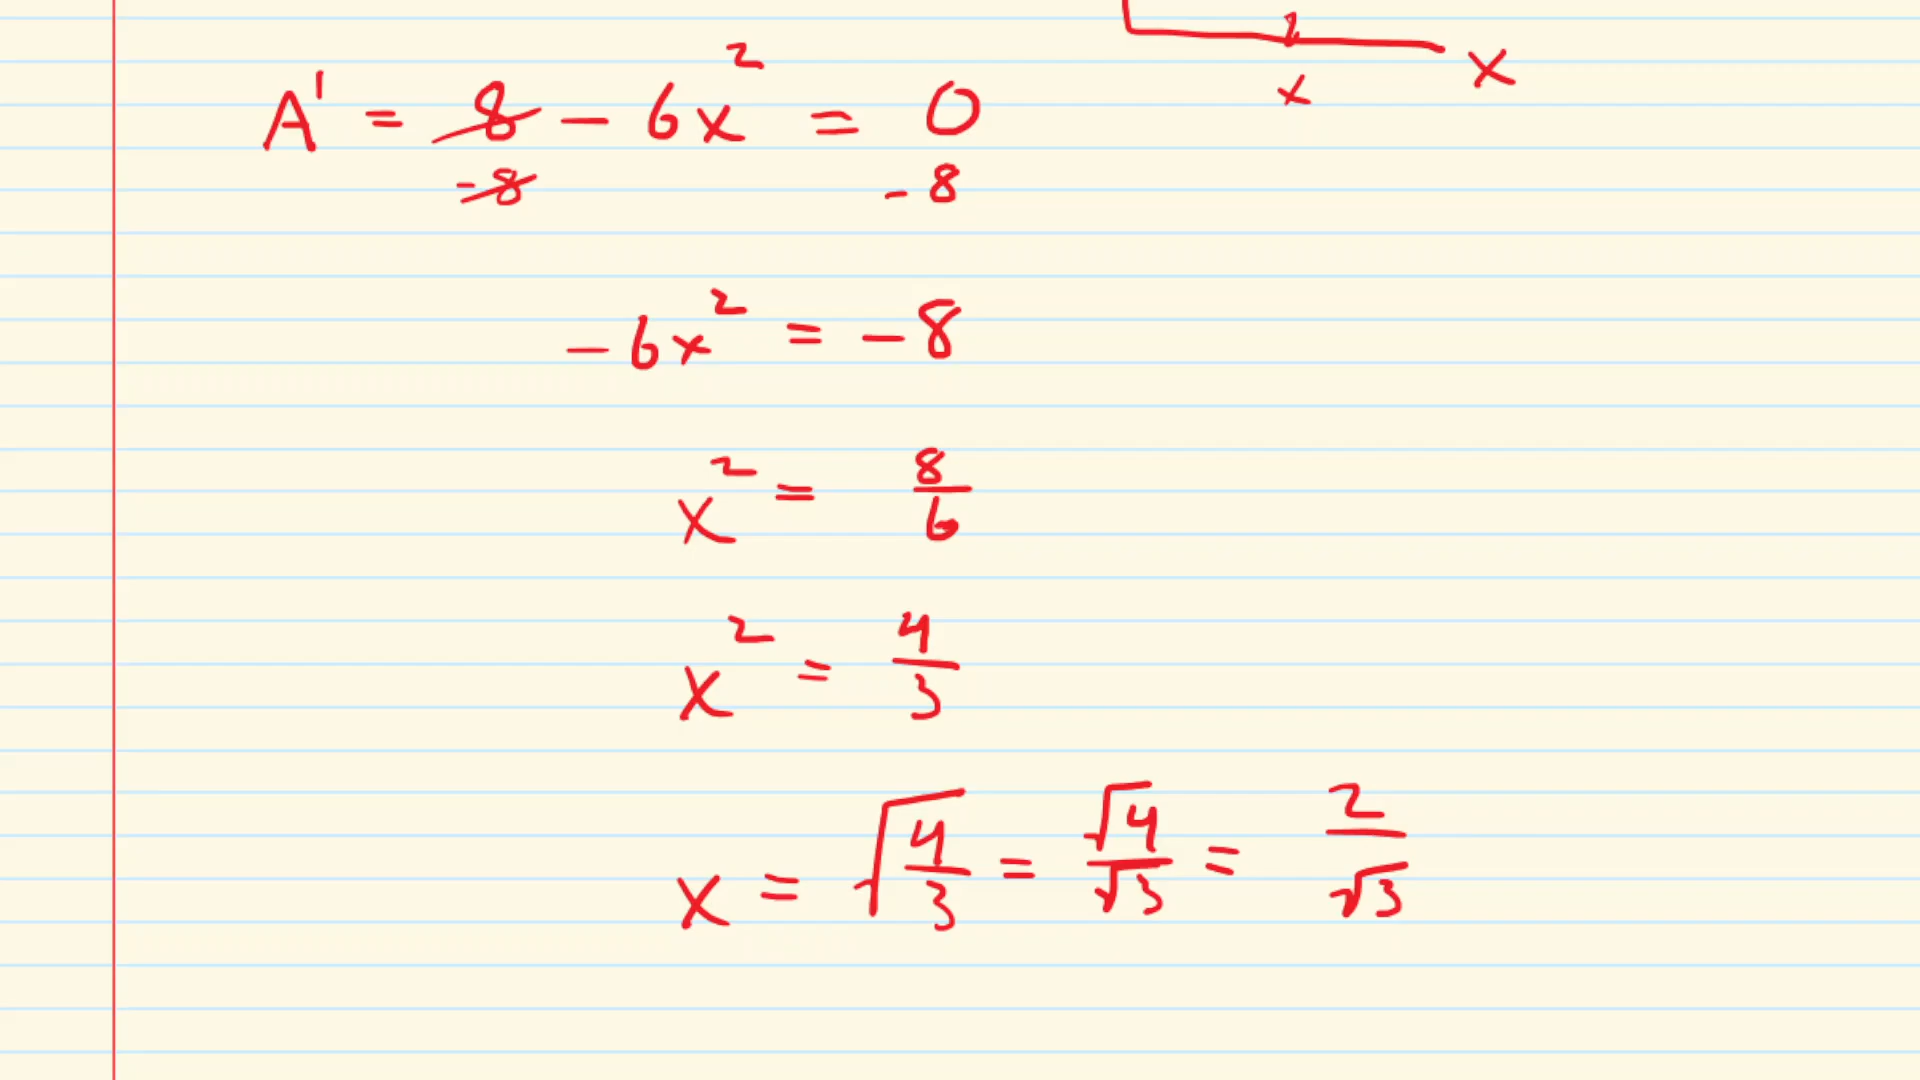 A' = 8 - 6x² = 0
x
x
-8 -8
-6x² = -8
x² = 8/6
x² = 4/3
x = √(4/3) = √4/√3 = 2/√3